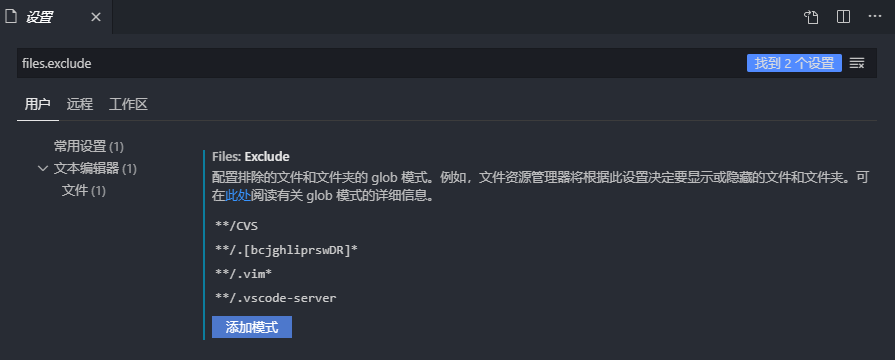 设置
files.exclude
找到 2 个设置
用户 远程 工作区
常用设置 (1)
文本编辑器 (1)
文件 (1)
Files: Exclude
配置排除的文件和文件夹的 glob 模式。例如，文件资源管理器将根据此设置决定要显示或隐藏的文件和文件夹。可
在此处阅读有关 glob 模式的详细信息。
**/CVS
**/.[bcjghliprswDR]*
**/.vim*
**/.vscode-server
添加模式